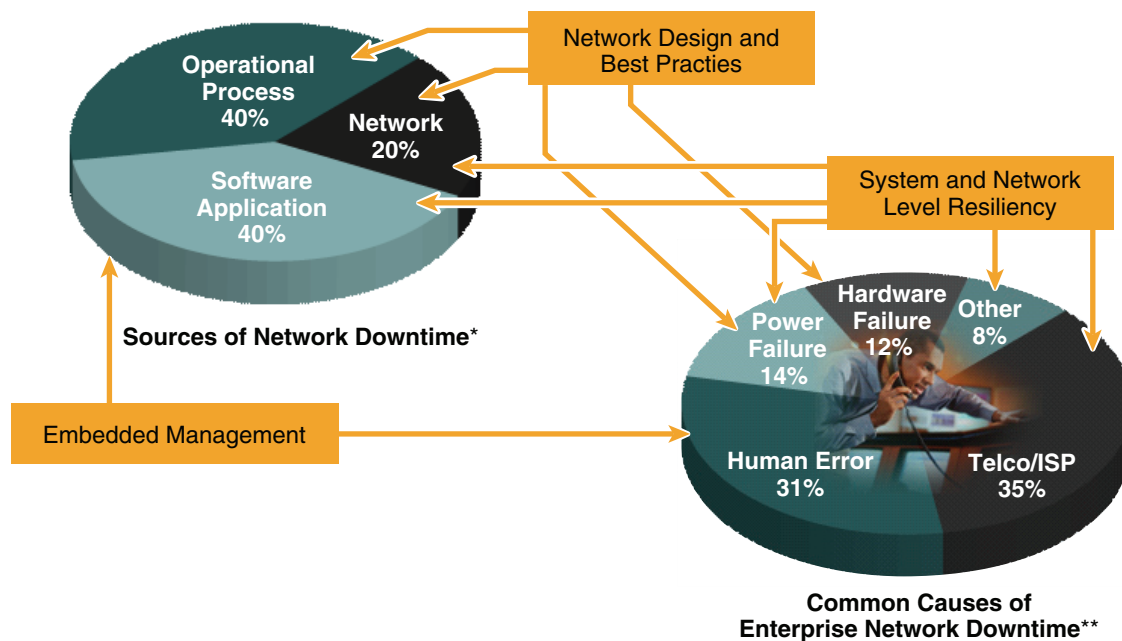 Network Design and
Best Practies
Operational
Process
40%
Network
20%
Software
Application
40%
System and Network
Level Resiliency
Sources of Network Downtime*
Embedded Management
Power
Failure
14%
Hardware
Failure
12%
Other
8%
Human Error
31%
Telco/ISP
35%
Common Causes of
Enterprise Network Downtime**